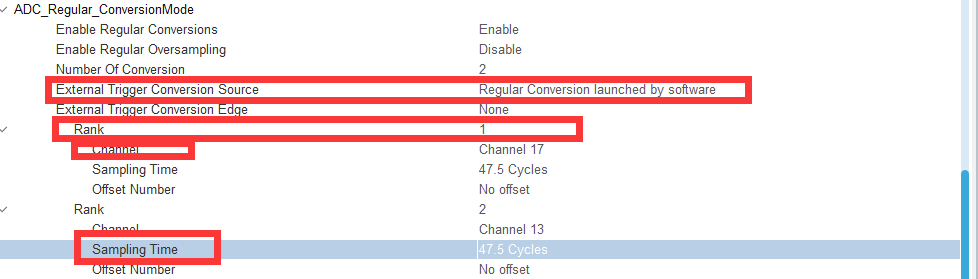 ADC_Regular_ConversionMode
Enable Regular Conversions Enable
Enable Regular Oversampling Disable
Number Of Conversion 2
External Trigger Conversion Source Regular Conversion launched by software
External Trigger Conversion Edge None
Rank 1
Channel Channel 17
Sampling Time 47.5 Cycles
Offset Number No offset
Rank 2
Channel Channel 13
Sampling Time 47.5 Cycles
Offset Number No offset